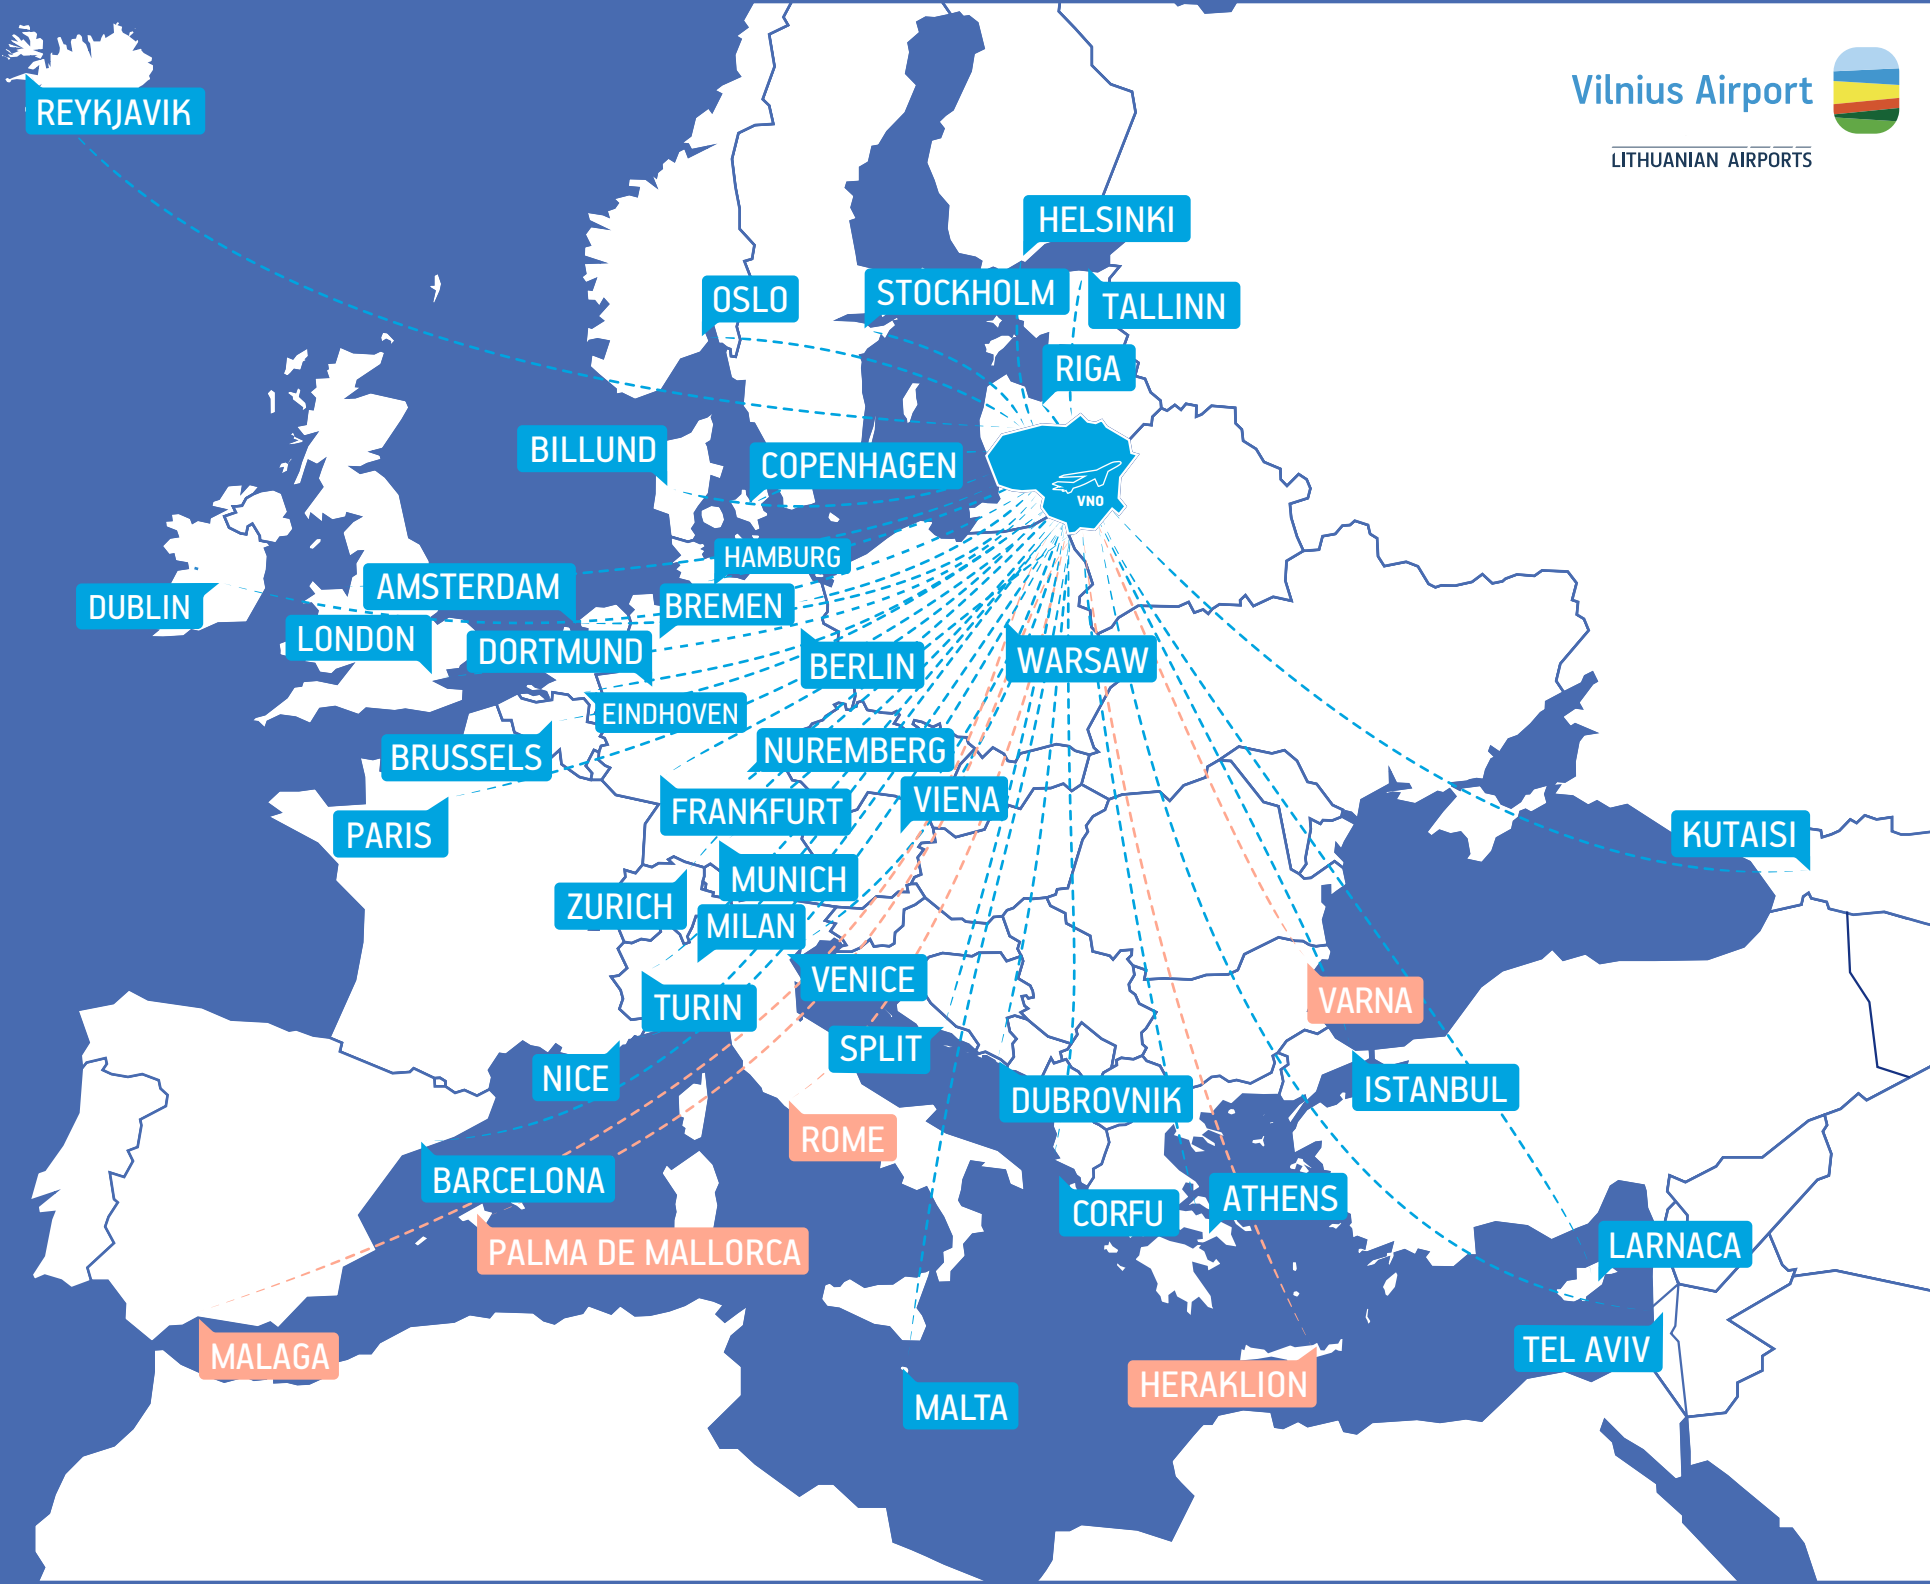 Vilnius Airport
LITHUANIAN AIRPORTS
REYKJAVIK
HELSINKI
OSLO
STOCKHOLM
TALLINN
RIGA
BILLUND
COPENHAGEN
VNO
HAMBURG
AMSTERDAM
DUBLIN
BREMEN
LONDON
DORTMUND
BERLIN
WARSAW
EINDHOVEN
BRUSSELS
NUREMBERG
FRANKFURT
VIENA
PARIS
KUTAISI
MUNICH
ZURICH
MILAN
VENICE
TURIN
VARNA
SPLIT
NICE
ISTANBUL
DUBROVNIK
ROME
BARCELONA
CORFU
ATHENS
PALMA DE MALLORCA
LARNACA
MALAGA
TEL AVIV
HERAKLION
MALTA